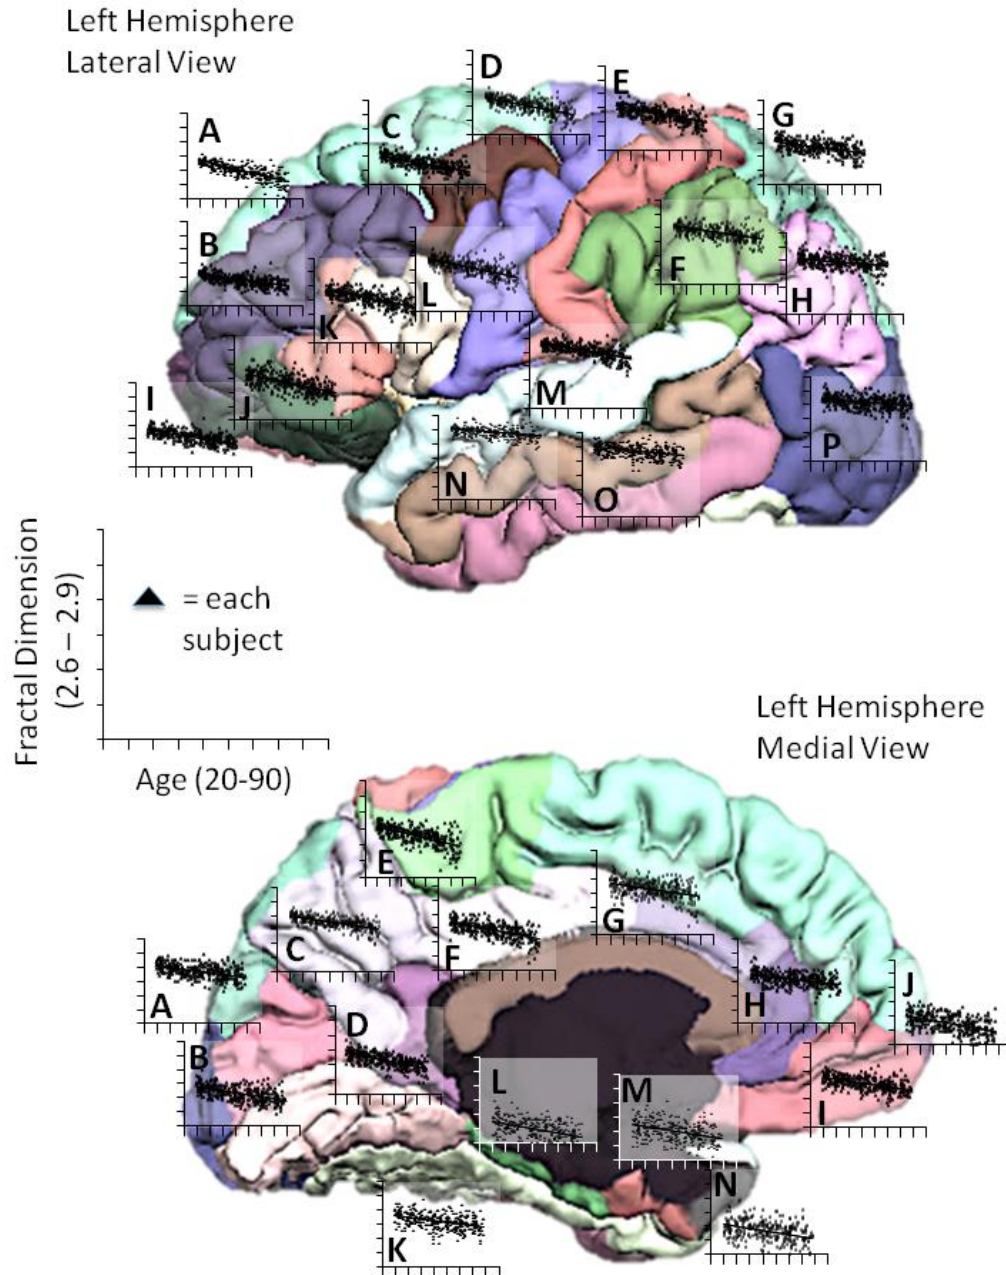 Left Hemisphere
Lateral View
D
E
A
C
G
B
F
L
H
K
M
I
J
P
N
O
Fractal Dimension
(2.6 – 2.9)
= each
subject
Age (20-90)
Left Hemisphere
Medial View
E
G
C
F
A
H
J
D
B
L
M
I
N
K